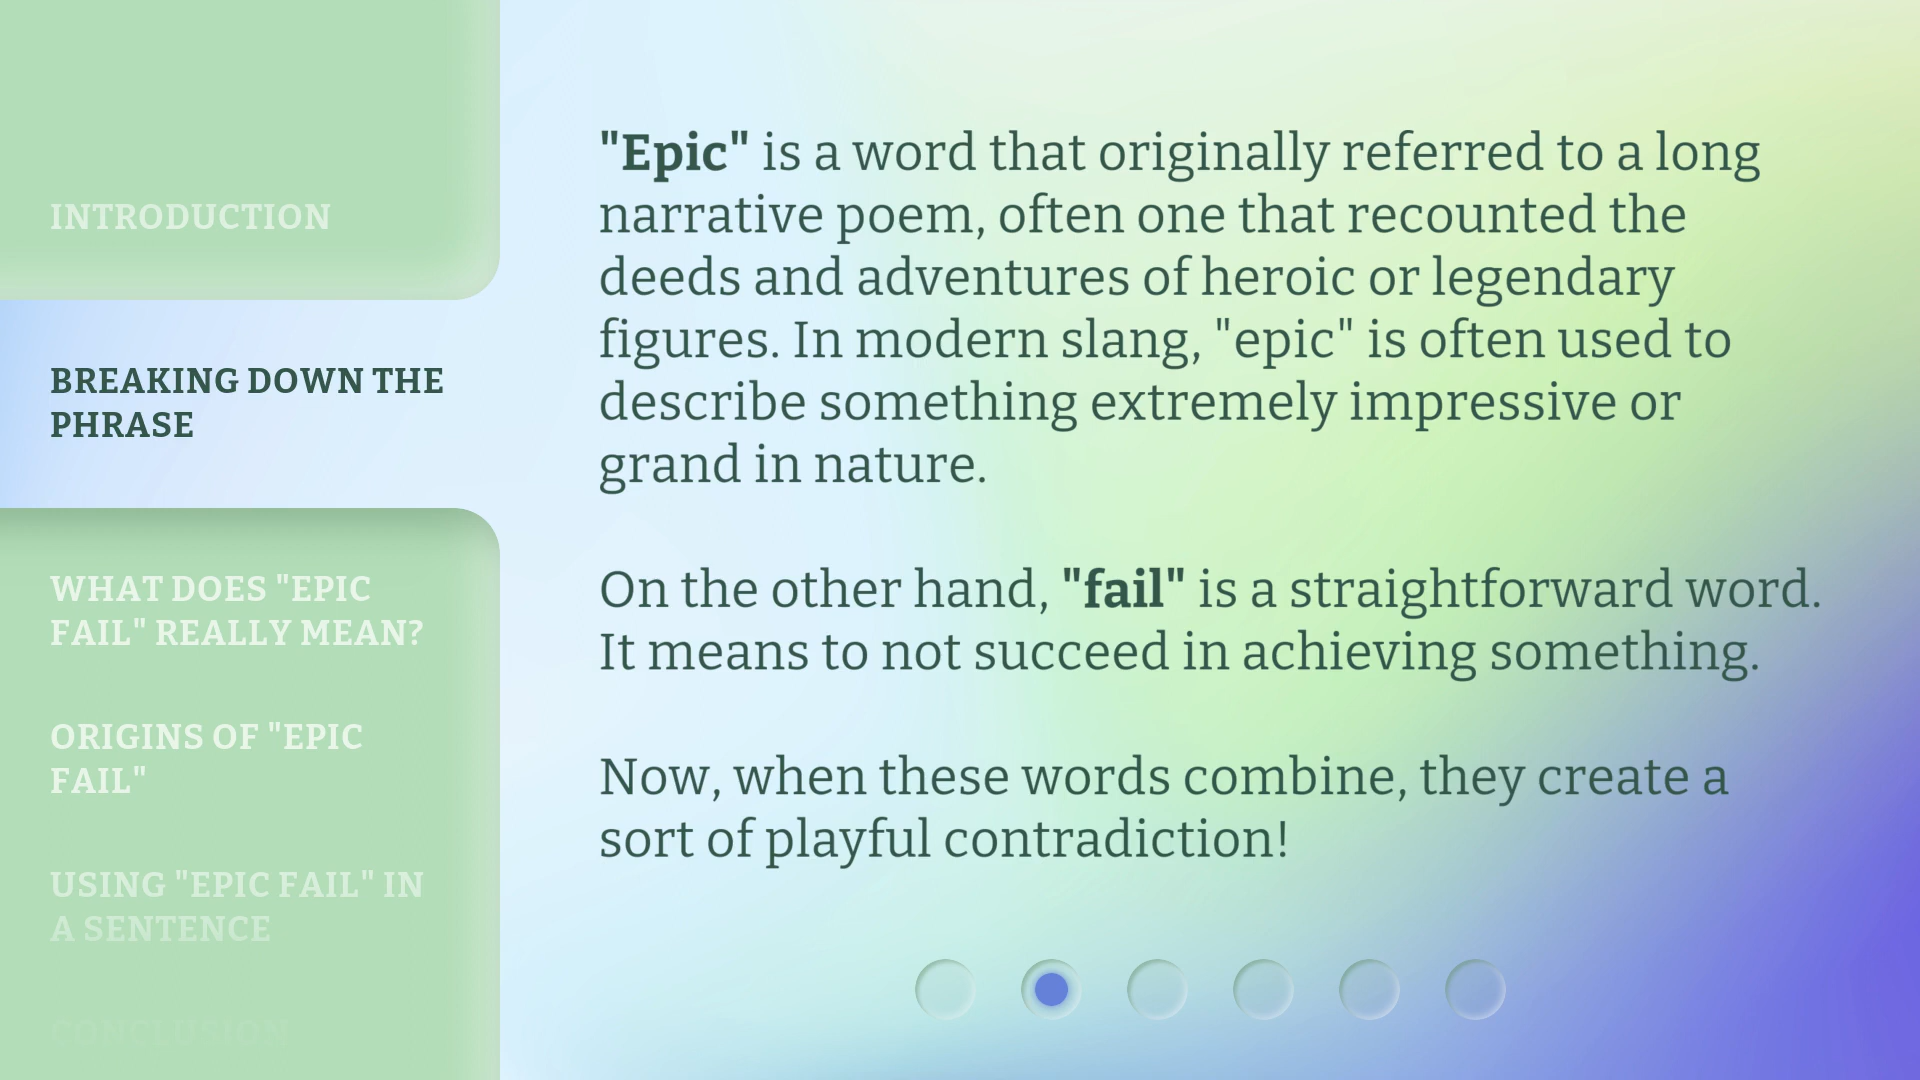 INTRODUCTION
BREAKING DOWN THE
PHRASE
WHAT DOES "EPIC
FAIL" REALLY MEAN?
ORIGINS OF "EPIC
FAIL"
USING "EPIC FAIL" IN
A SENTENCE
CONCLUSION
"Epic" is a word that originally referred to a long
narrative poem, often one that recounted the
deeds and adventures of heroic or legendary
figures. In modern slang, "epic" is often used to
describe something extremely impressive or
grand in nature.
On the other hand, "fail" is a straightforward word.
It means to not succeed in achieving something.
Now, when these words combine, they create a
sort of playful contradiction!